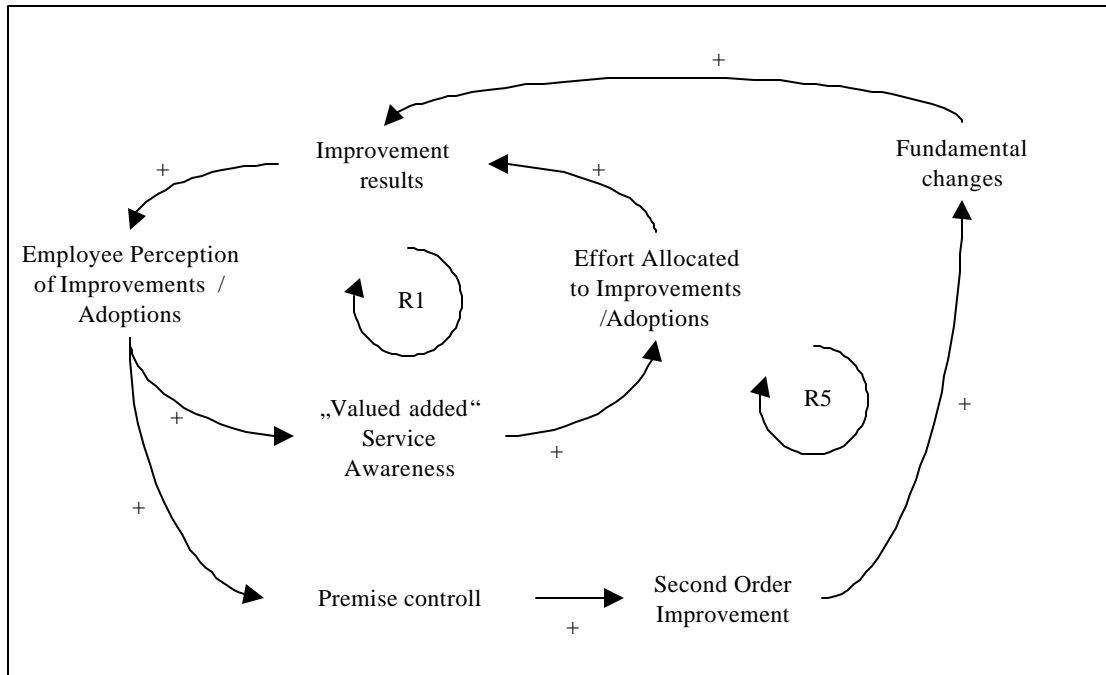 +
Improvement
results
+
+
Fundamental
changes
Employee Perception
of Improvements /
Adoptions
R1
Effort Allocated
to Improvements
/Adoptions
R5
+
„Valued added“
Service
Awareness
+
+
+
Premise controll
+
Second Order
Improvement